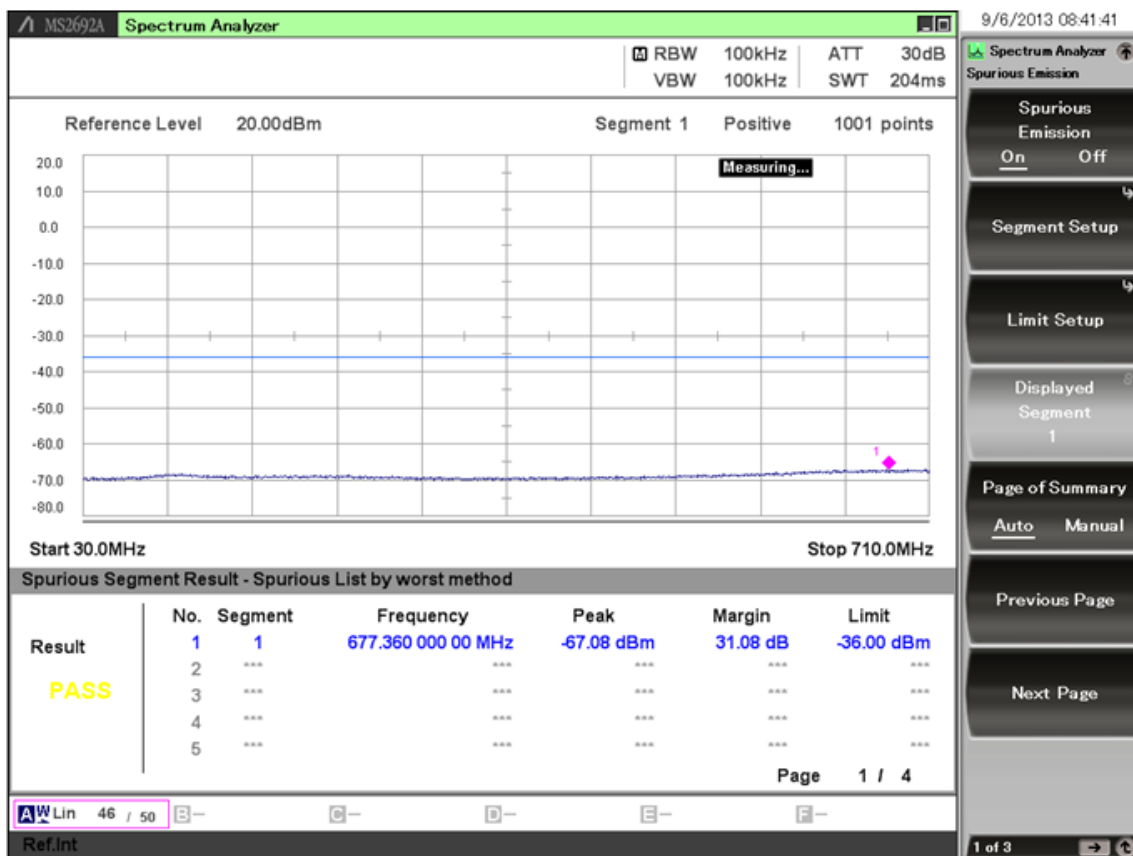 MS2692A Spectrum Analyzer
9/6/2013 08:41:41
RBW 100kHz ATT 30dB
VBW 100kHz SWT 204ms
Reference Level 20.00dBm Segment 1 Positive 1001 points
Measuring...
20.0
10.0
0.0
-10.0
-20.0
-30.0
-40.0
-50.0
-60.0
-70.0
-80.0
1
Start 30.0MHz Stop 710.0MHz
Spurious Segment Result - Spurious List by worst method
No. Segment Frequency Peak Margin Limit
Result
PASS
1 1 677.360 000 00 MHz -67.08 dBm 31.08 dB -36.00 dBm
2 *** *** *** *** ***
3 *** *** *** *** ***
4 *** *** *** *** ***
5 *** *** *** *** ***
Page 1 / 4
A W Lin 46 / 50 B- C- D- E- F-
Ref.Int
Spectrum Analyzer
Spurious Emission
Spurious
Emission
On Off
Segment Setup
Limit Setup
Displayed
Segment
1
Page of Summary
Auto Manual
Previous Page
Next Page
1 of 3